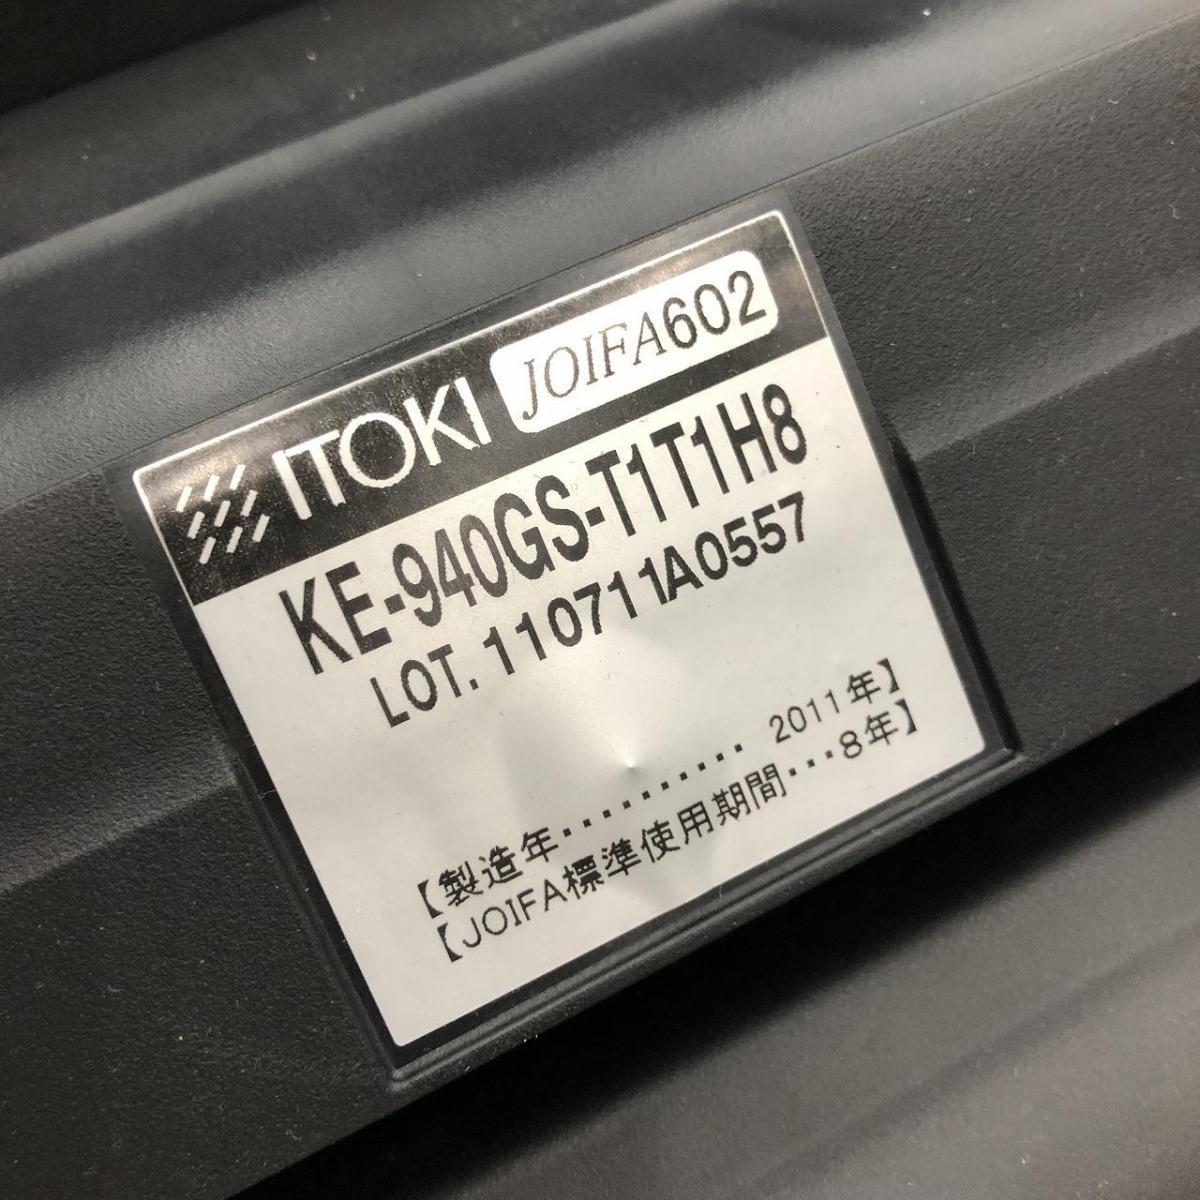 ITOKI JOIFA602
KE-940GS-T1T1H8
LOT. 110711A0557
【製造年・・・・・・・・・・・2011年】
【JOIFA標準使用期間・・・8年】